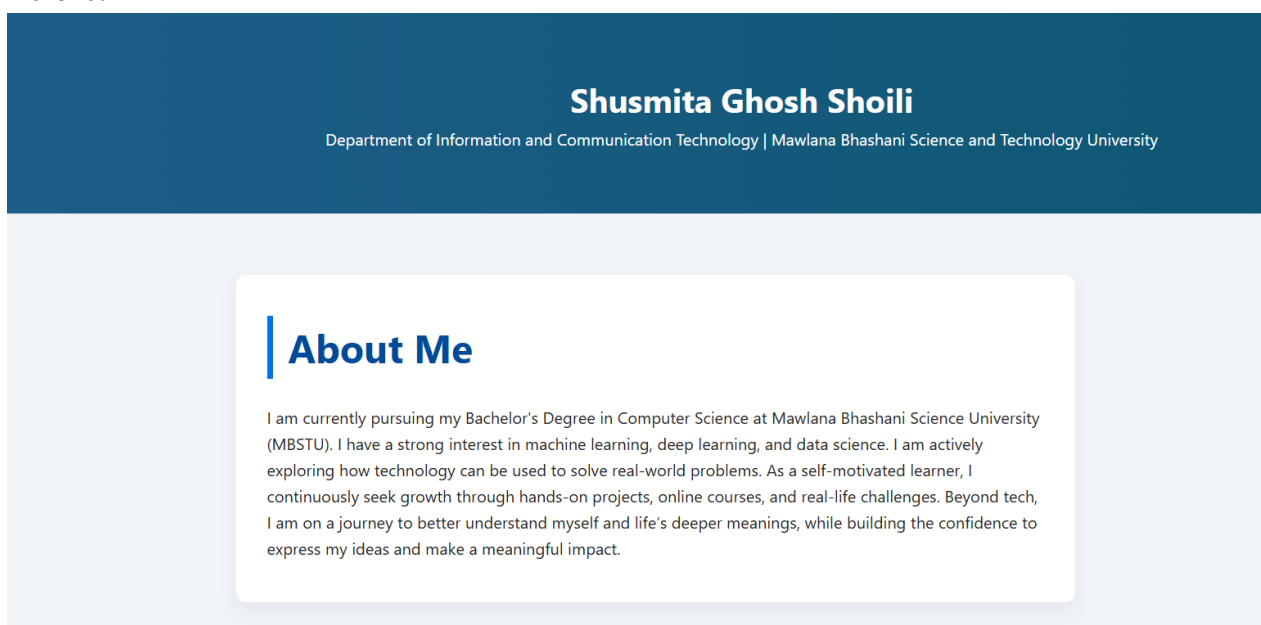 Shusmita Ghosh Shoili
Department of Information and Communication Technology | Mawlana Bhashani Science and Technology University
About Me
I am currently pursuing my Bachelor's Degree in Computer Science at Mawlana Bhashani Science University
(MBSTU). I have a strong interest in machine learning, deep learning, and data science. I am actively
exploring how technology can be used to solve real-world problems. As a self-motivated learner, I
continuously seek growth through hands-on projects, online courses, and real-life challenges. Beyond tech,
I am on a journey to better understand myself and life’s deeper meanings, while building the confidence to
express my ideas and make a meaningful impact.